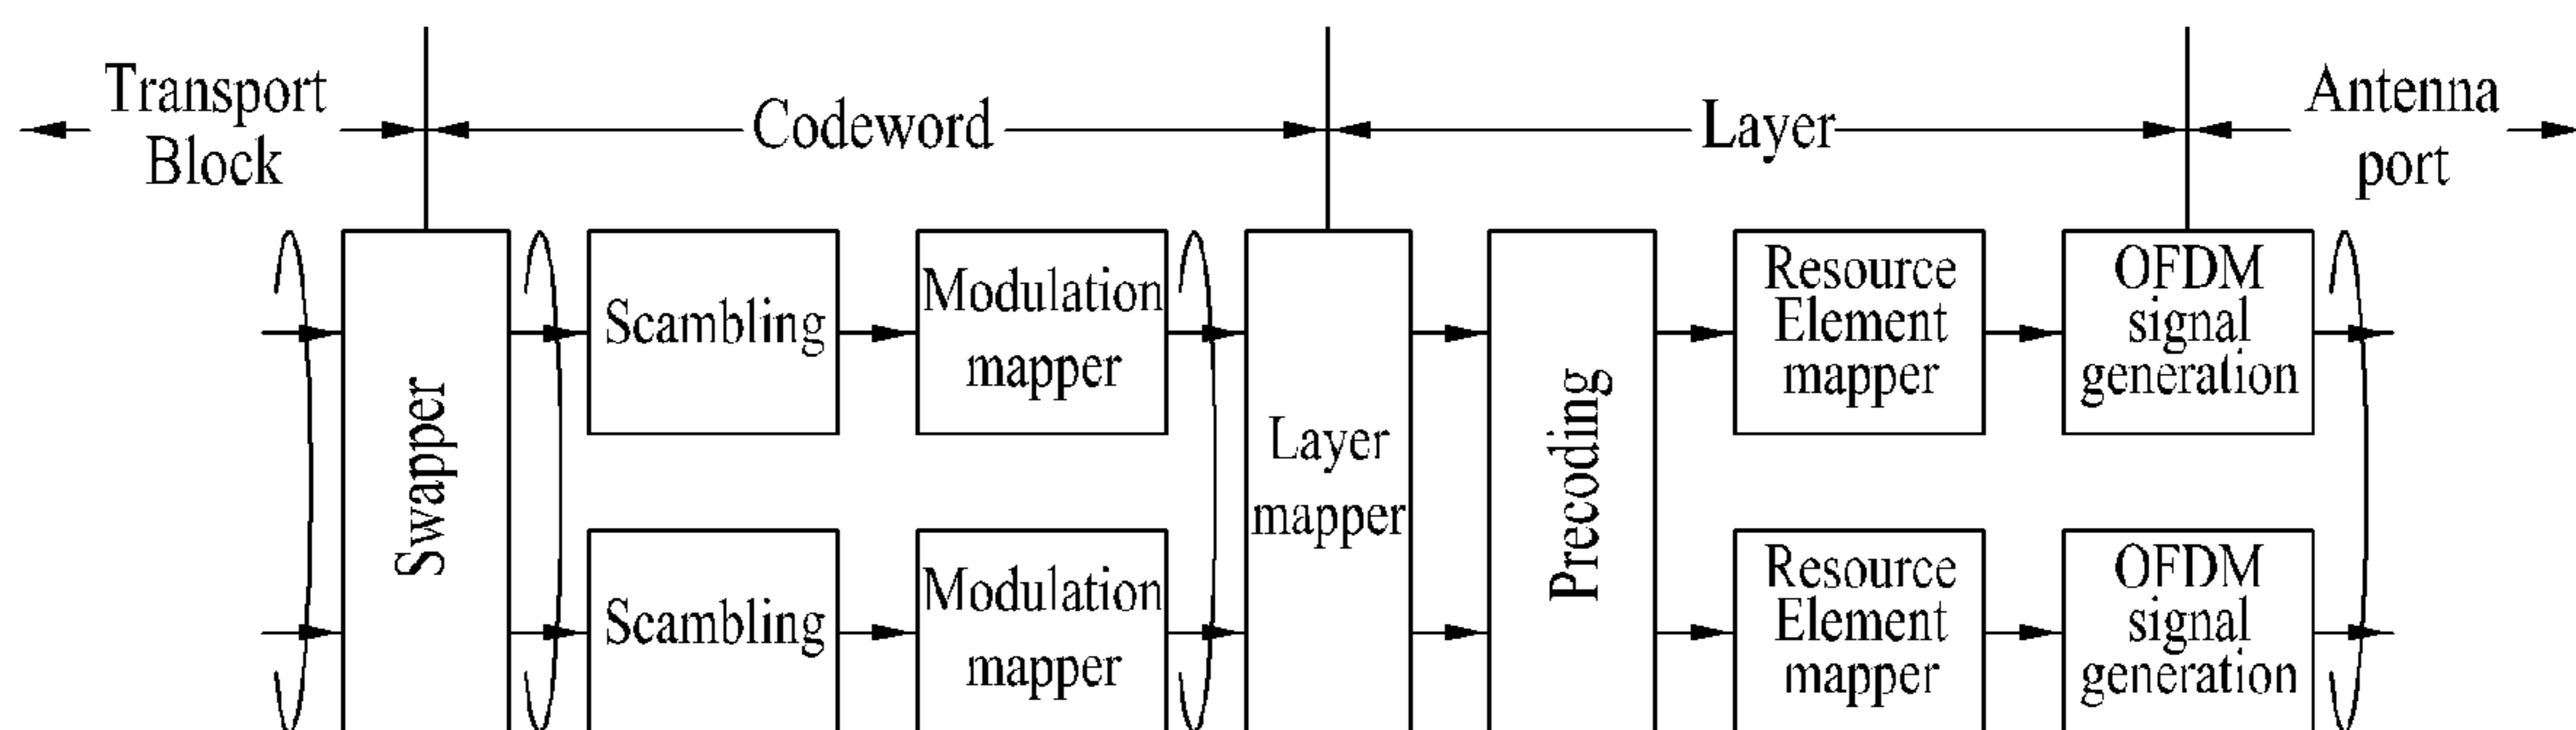 Transport
Block
Codeword
Layer
Antenna
port
Swapper
Scambling
Modulation
mapper
Layer
mapper
Precoding
Resource
Element
mapper
OFDM
signal
generation
Scambling
Modulation
mapper
Resource
Element
mapper
OFDM
signal
generation